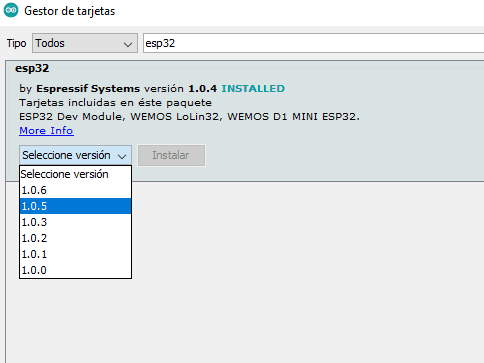 Gestor de tarjetas
Tipo Todos esp32
esp32
by Espressif Systems versión 1.0.4 INSTALLED
Tarjetas incluidas en éste paquete
ESP32 Dev Module, WEMOS LoLin32, WEMOS D1 MINI ESP32.
More Info
Seleccione versión Instalar
Seleccione versión
1.0.6
1.0.5
1.0.3
1.0.2
1.0.1
1.0.0